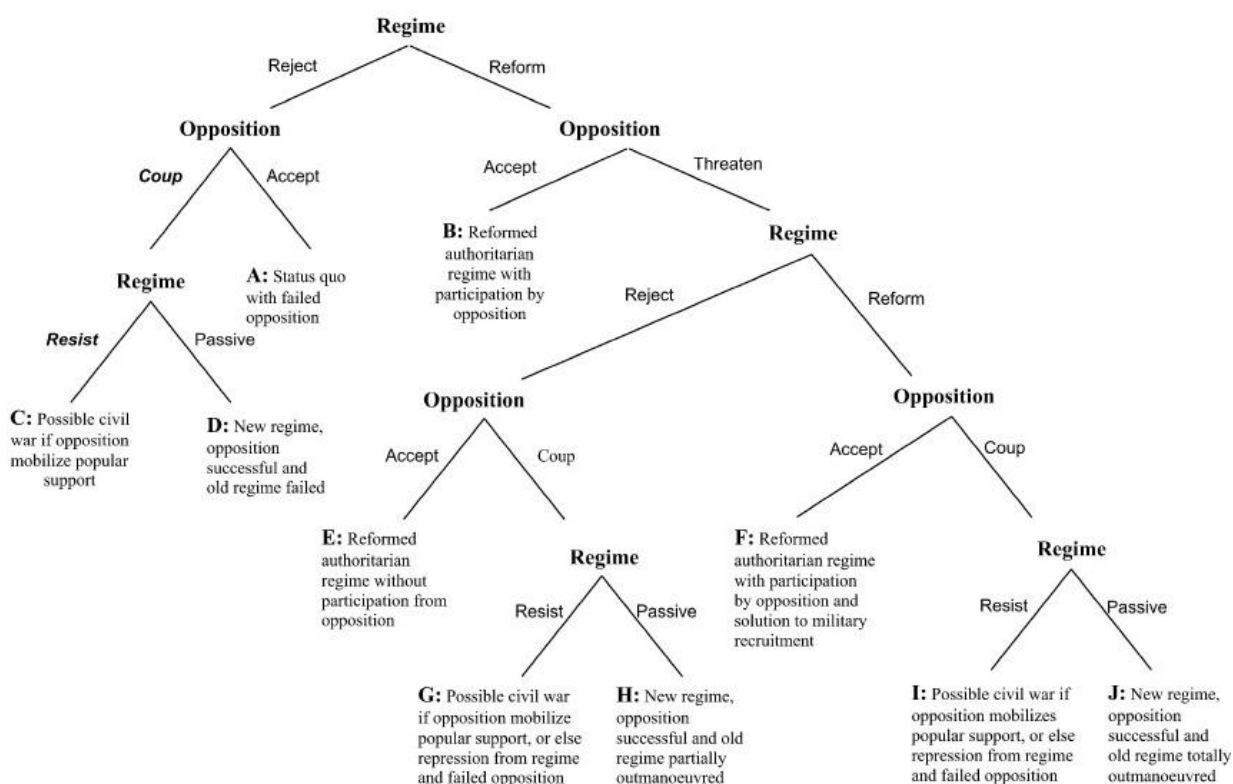 Regime
Reject
Reform
Opposition
Opposition
Coup
Accept
Accept
Threaten
Regime
A: Status quo
with failed
opposition
B: Reformed
authoritarian
regime with
participation by
opposition
Regime
Resist
Passive
Reject
Reform
C: Possible civil
war if opposition
mobilize popular
support
D: New regime,
opposition
successful and
old regime failed
Opposition
Opposition
Accept
Coup
Accept
Coup
E: Reformed
authoritarian
regime without
participation from
opposition
Regime
F: Reformed
authoritarian regime
with participation
by opposition and
solution to military
recruitment
Regime
Resist
Passive
Resist
Passive
G: Possible civil war
if opposition mobilize
popular support, or else
repression from regime
and failed opposition
H: New regime,
opposition
successful and old
regime partially
outmanoeuvred
I: Possible civil war if
opposition mobilizes
popular support, or else
repression from regime
and failed opposition
J: New regime,
opposition
successful and
old regime totally
outmanoeuvred